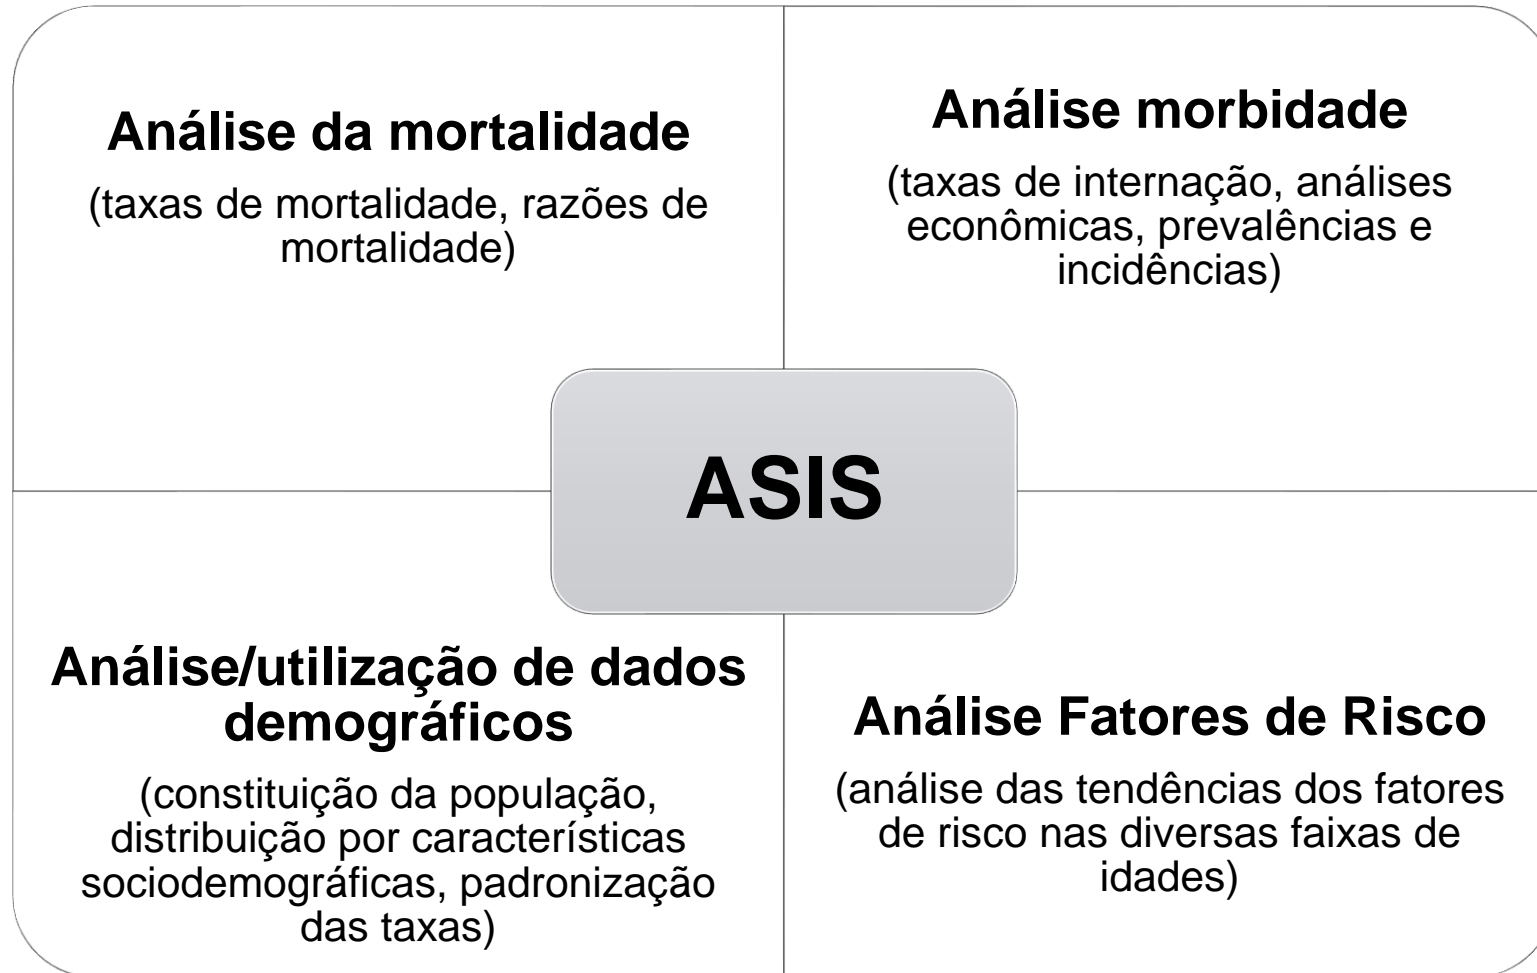 Análise da mortalidade
(taxas de mortalidade, razões de
mortalidade)
Análise morbidade
(taxas de internação, análises
econômicas, prevalências e
incidências)
ASIS
Análise/utilização de dados
demográficos
(constituição da população,
distribuição por características
sociodemográficas, padronização
das taxas)
Análise Fatores de Risco
(análise das tendências dos fatores
de risco nas diversas faixas de
idades)